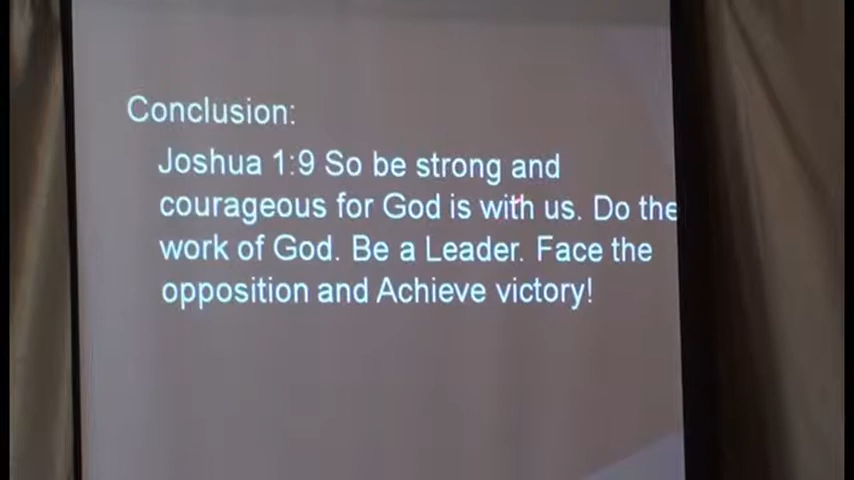 Conclusion:
Joshua 1:9 So be strong and
courageous for God is with us. Do the
work of God. Be a Leader. Face the
opposition and Achieve victory!